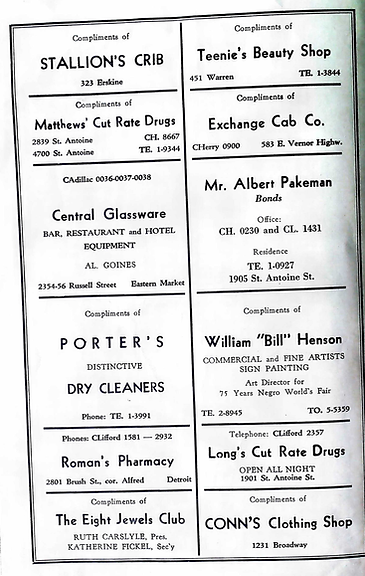 Compliments of
STALLION'S CRIB
323 Erskine
Compliments of
Matthews' Cut Rate Drugs
2839 St. Antoine CH. 8667
4700 St. Antoine TE. 1-9344
CAdillac 0036-0037-0038
Central Glassware
BAR, RESTAURANT and HOTEL
EQUIPMENT
AL. GOINES
2354-56 Russell Street Eastern Market
Compliments of
PORTER'S
DISTINCTIVE
DRY CLEANERS
Phone: TE. 1-3991
Phones: CLifford 1581 — 2932
Roman's Pharmacy
2801 Brush St., cor. Alfred Detroit
Compliments of
The Eight Jewels Club
RUTH CARSLYLE, Pres.
KATHERINE FICKEL, Sec'y
Compliments of
Teenie's Beauty Shop
451 Warren TE. 1-3844
Compliments of
Exchange Cab Co.
CHerry 0900 583 E. Vernor Highw.
Mr. Albert Pakeman
Bonds
Office:
CH. 0230 and CL. 1431
Residence
TE. 1-0927
1905 St. Antoine St.
Compliments of
William "Bill" Henson
COMMERCIAL and FINE ARTISTS
SIGN PAINTING
Art Director for
75 Years Negro World's Fair
TE. 2-8945 TO. 5-5359
Telephone: CLifford 2357
Long's Cut Rate Drugs
OPEN ALL NIGHT
1901 St. Antoine St.
Compliments of
CONN'S Clothing Shop
1231 Broadway